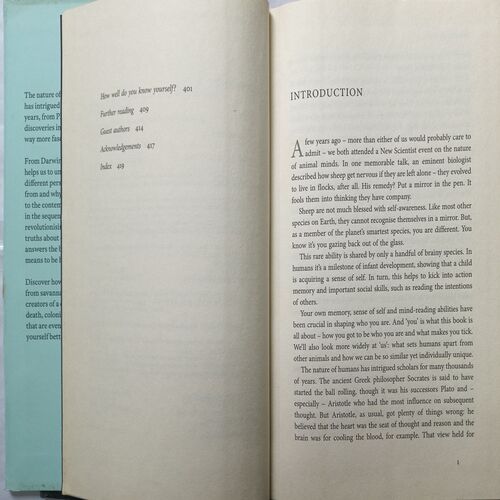 The nature of
has intrigued
years, from P
discoveries in
way more fasc
From Darwin
helps us to un
different pers
from and why
to the contem
in the sequen
revolutionisin
truths about
answers the b
means to be h
Discover how
from savanna
creators of a
death, coloni
that are even
yourself bett
How well do you know yourself? 401
Further reading 409
Guest authors 414
Acknowledgements 417
Index 419
INTRODUCTION
A few years ago – more than either of us would probably care to
admit – we both attended a New Scientist event on the nature
of animal minds. In one memorable talk, an eminent biologist
described how sheep get nervous if they are left alone – they evolved
to live in flocks, after all. His remedy? Put a mirror in the pen. It
fools them into thinking they have company.
Sheep are not much blessed with self-awareness. Like most other
species on Earth, they cannot recognise themselves in a mirror. But,
as a member of the planet's smartest species, you are different. You
know it's you gazing back out of the glass.
This rare ability is shared by only a handful of brainy species. In
humans it's a milestone of infant development, showing that a child
is acquiring a sense of self. In turn, this helps to kick into action
memory and important social skills, such as reading the intentions
of others.
Your own memory, sense of self and mind-reading abilities have
been crucial in shaping who you are. And 'you' is what this book is
all about – how you got to be who you are and what makes you tick.
We'll also look more widely at 'us': what sets humans apart from
other animals and how we can be so similar yet individually unique.
The nature of humans has intrigued scholars for many thousands
of years. The ancient Greek philosopher Socrates is said to have
started the ball rolling, though it was his successors Plato and –
especially – Aristotle who had the most influence on subsequent
thought. But Aristotle, as usual, got plenty of things wrong: he
believed that the heart was the seat of thought and reason and the
brain was for cooling the blood, for example. That view held for
1